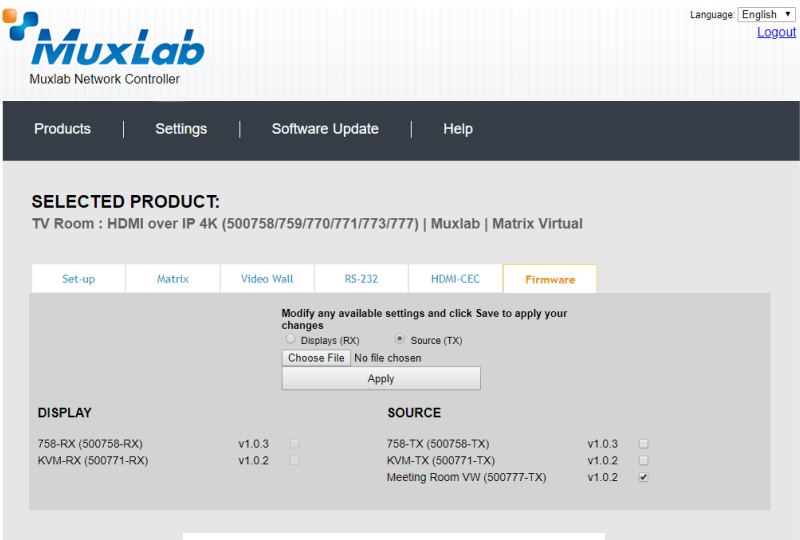 Language: English
Logout
MuxLab
Muxlab Network Controller
Products | Settings | Software Update | Help
SELECTED PRODUCT:
TV Room : HDMI over IP 4K (500758/759/770/771/773/777) | Muxlab | Matrix Virtual
Set-up Matrix Video Wall RS-232 HDMI-CEC Firmware
Modify any available settings and click Save to apply your
changes
Displays (RX) Source (TX)
Choose File No file chosen
Apply
DISPLAY SOURCE
758-RX (500758-RX) v1.0.3 758-TX (500758-TX) v1.0.3
KVM-RX (500771-RX) v1.0.2 KVM-TX (500771-TX) v1.0.2
Meeting Room VW (500777-TX) v1.0.2